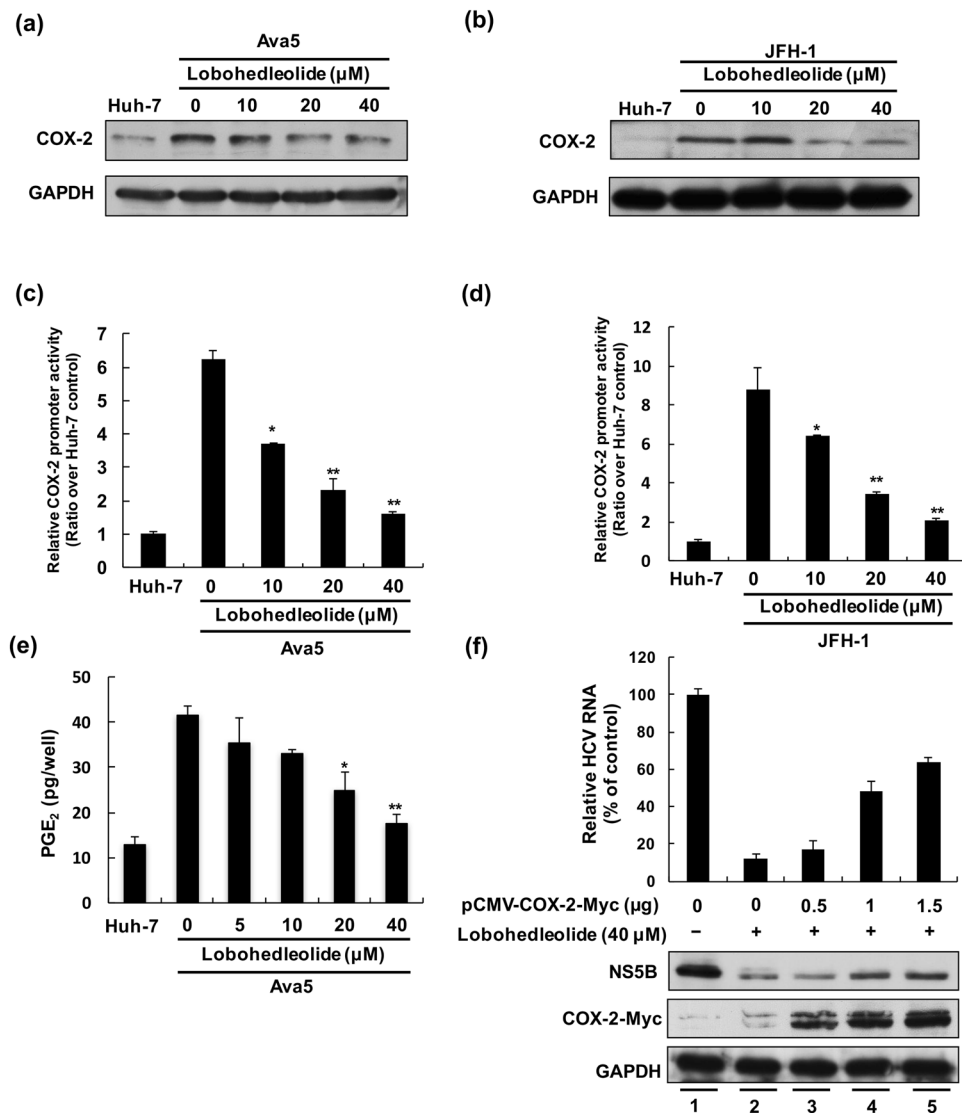 (a)
Ava5
Lobohedleolide (µM)
Huh-7 0 10 20 40
COX-2
GAPDH
(b)
JFH-1
Lobohedleolide (µM)
Huh-7 0 10 20 40
COX-2
GAPDH
(c)
Relative COX-2 promoter activity
(Ratio over Huh-7 control)
7
6
5
4
3
2
1
0
*
**
**
Huh-7 0 10 20 40
Lobohedleolide (µM)
Ava5
(d)
Relative COX-2 promoter activity
(Ratio over Huh-7 control)
12
10
8
6
4
2
0
*
**
**
Huh-7 0 10 20 40
Lobohedleolide (µM)
JFH-1
(e)
PGE₂ (pg/well)
50
40
30
20
10
0
*
**
Huh-7 0 5 10 20 40
Lobohedleolide (µM)
Ava5
(f)
Relative HCV RNA
(% of control)
120
100
80
60
40
20
0
pCMV-COX-2-Myc (µg) 0 0 0.5 1 1.5
Lobohedleolide (40 µM) − + + + +
NS5B
COX-2-Myc
GAPDH
1 2 3 4 5